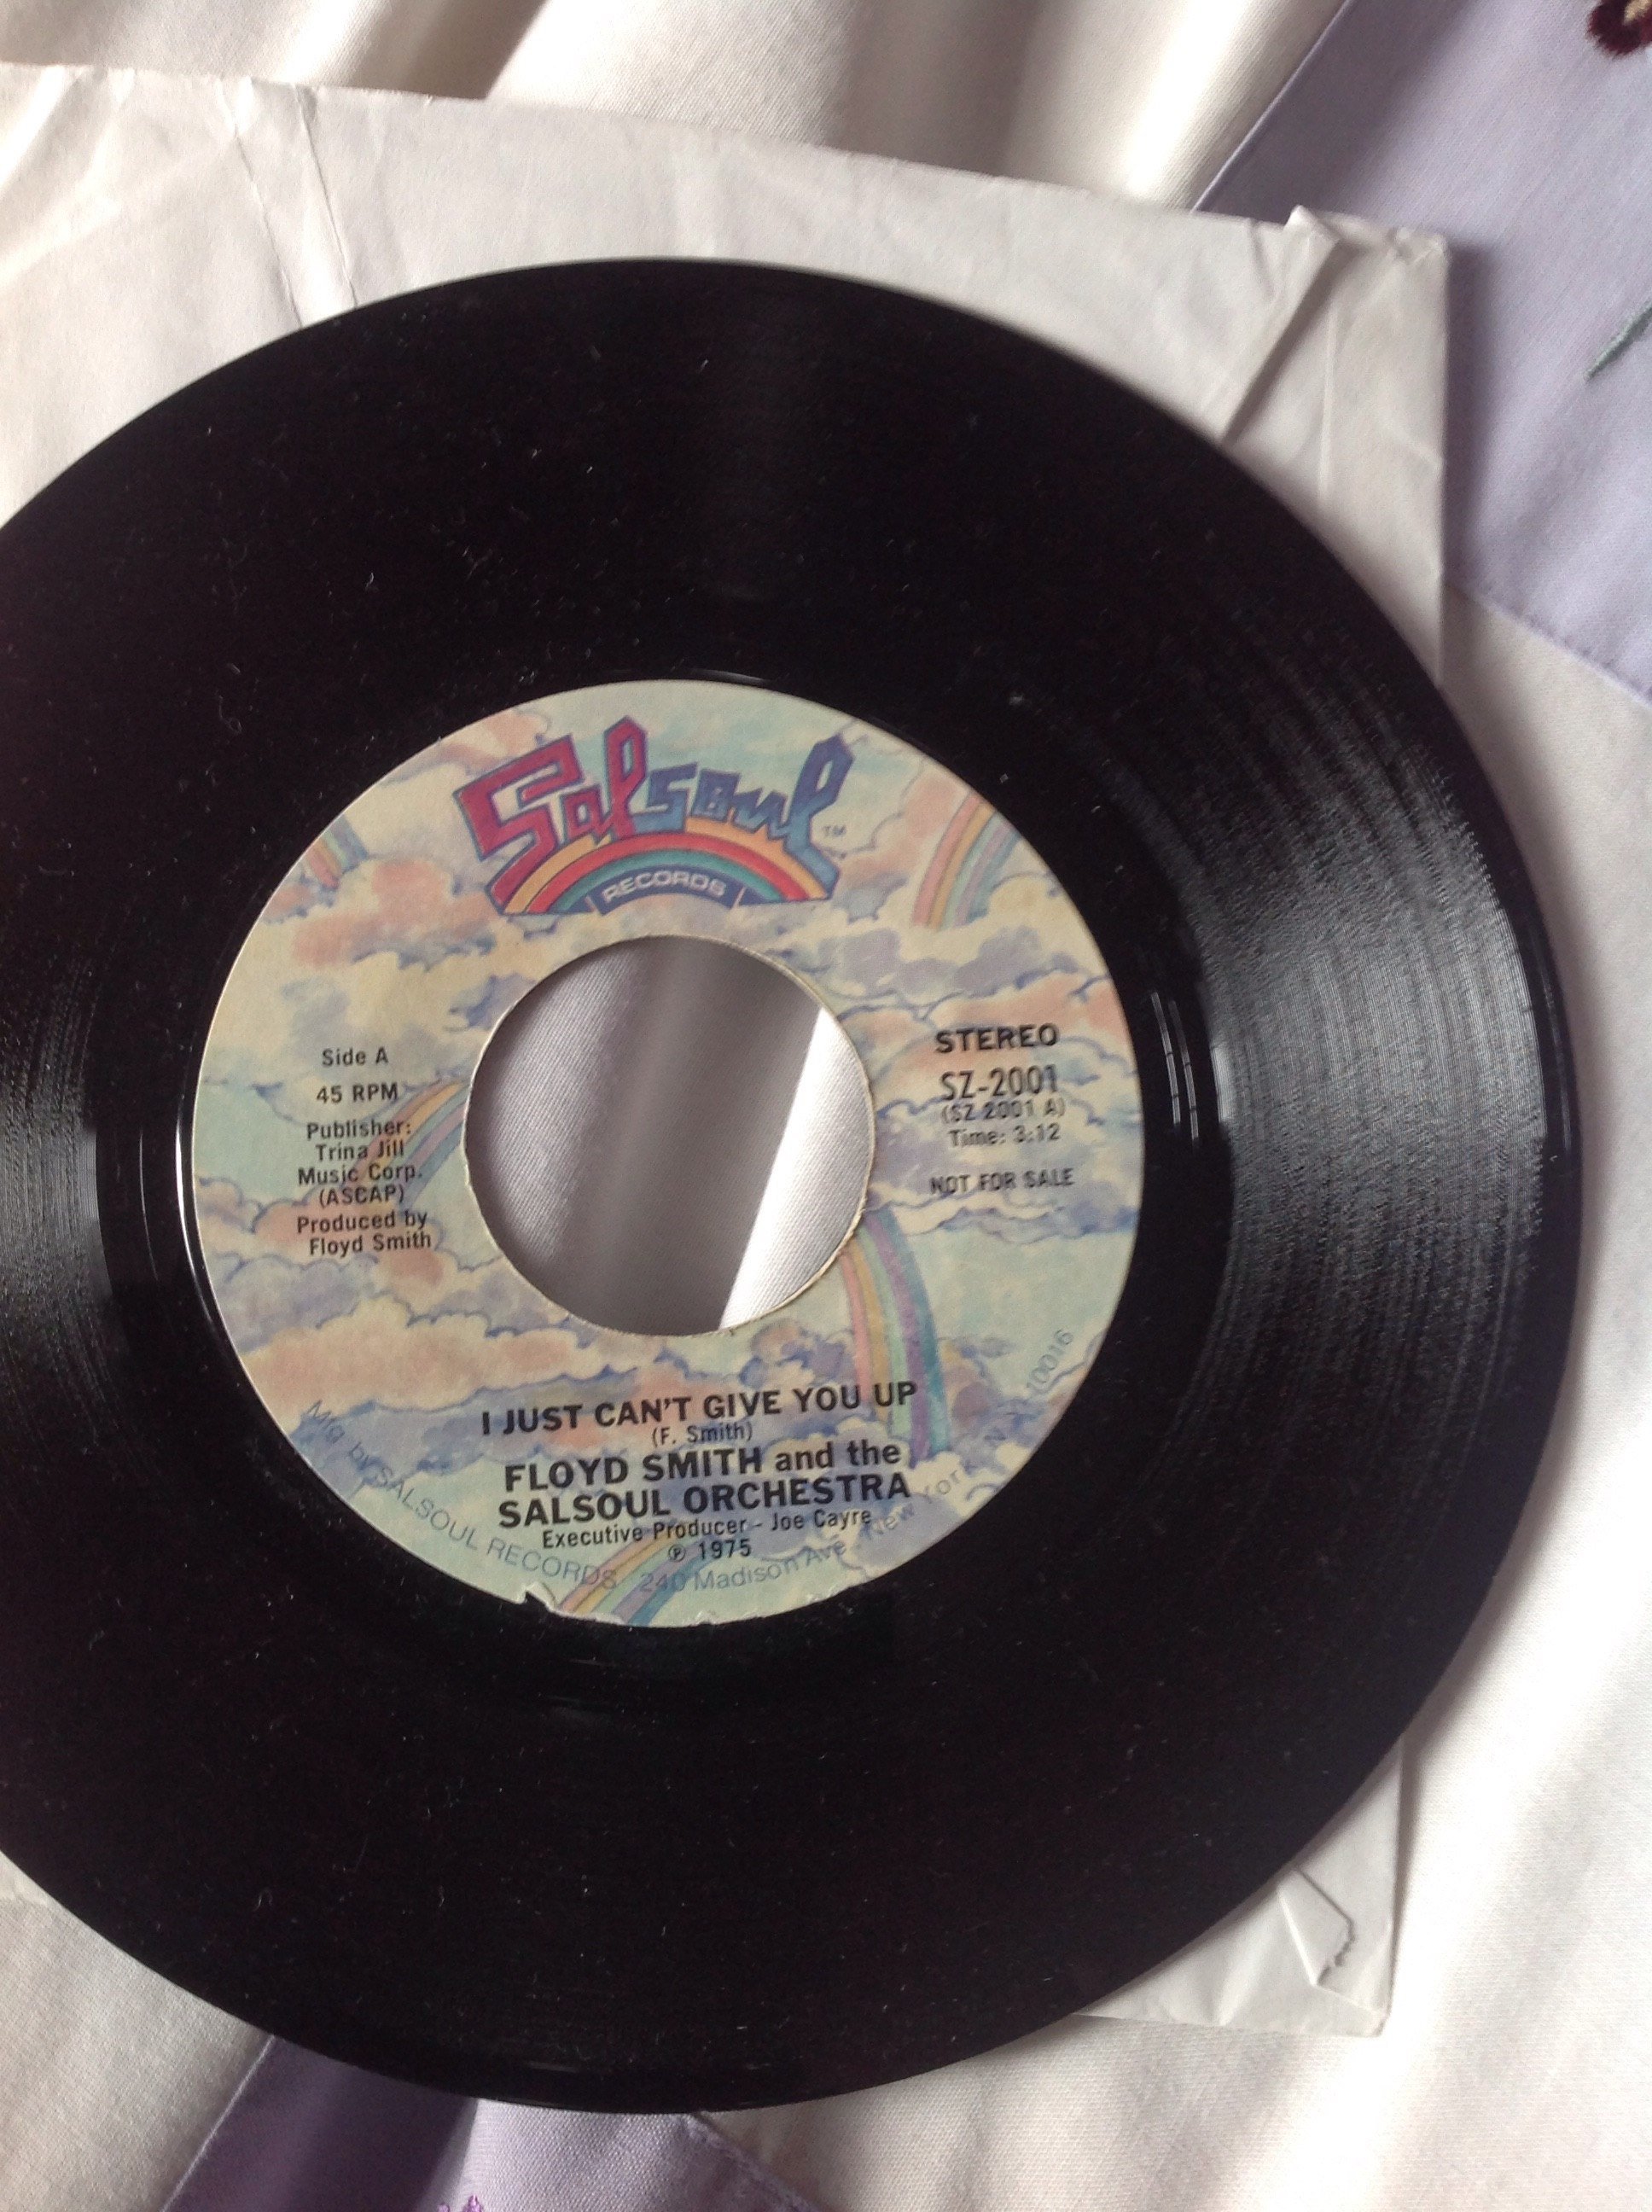 Salsoul TM
RECORDS
Side A
45 RPM
Publisher:
Trina Jill
Music Corp.
(ASCAP)
Produced by
Floyd Smith
STEREO
SZ-2001
(SZ 2001 A)
Time: 3:12
NOT FOR SALE
I JUST CAN'T GIVE YOU UP
(F. Smith)
FLOYD SMITH and the
SALSOUL ORCHESTRA
Executive Producer - Joe Cayre
℗ 1975
Mfg by SALSOUL RECORDS 240 Madison Ave. New York 10016